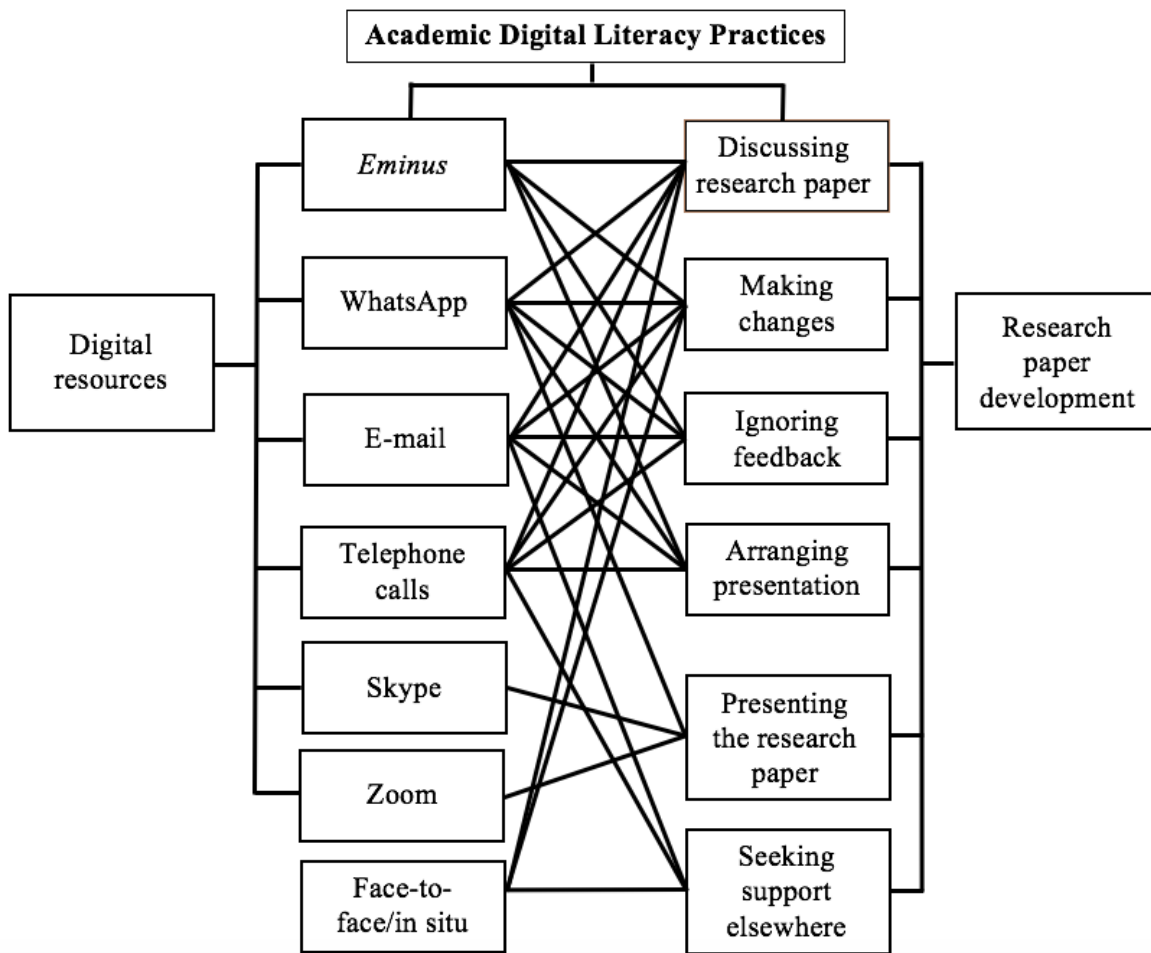 Academic Digital Literacy Practices
Eminus
Discussing
research paper
WhatsApp
Making
changes
Digital
resources
Research
paper
development
E-mail
Ignoring
feedback
Telephone
calls
Arranging
presentation
Skype
Presenting
the research
paper
Zoom
Face-to-
face/in situ
Seeking
support
elsewhere